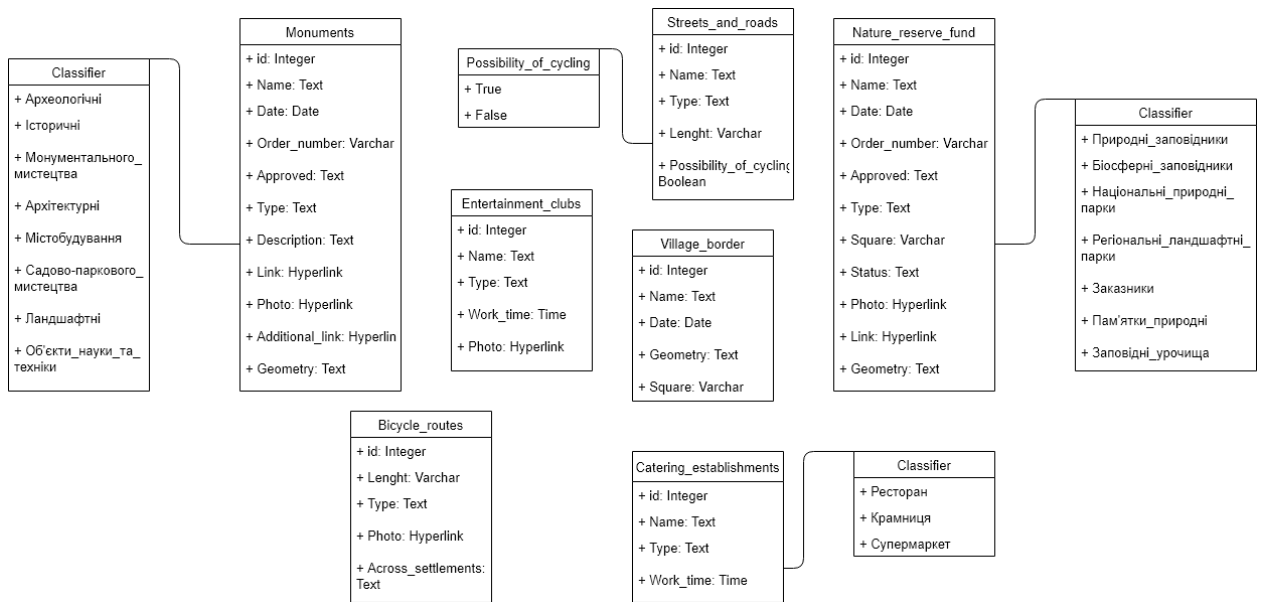 Classifier
+ Археологічні
+ Історичні
+ Монументального_
мистецтва
+ Архітектурні
+ Містобудування
+ Садово-паркового_
мистецтва
+ Ландшафтні
+ Об'єкти_науки_та_
техніки
Monuments
+ id: Integer
+ Name: Text
+ Date: Date
+ Order_number: Varchar
+ Approved: Text
+ Type: Text
+ Description: Text
+ Link: Hyperlink
+ Photo: Hyperlink
+ Additional_link: Hyperlin
+ Geometry: Text
Possibility_of_cycling
+ True
+ False
Streets_and_roads
+ id: Integer
+ Name: Text
+ Type: Text
+ Lenght: Varchar
+ Possibility_of_cycling
Boolean
Nature_reserve_fund
+ id: Integer
+ Name: Text
+ Date: Date
+ Order_number: Varchar
+ Approved: Text
+ Type: Text
+ Square: Varchar
+ Status: Text
+ Photo: Hyperlink
+ Link: Hyperlink
+ Geometry: Text
Classifier
+ Природні_заповідники
+ Біосферні_заповідники
+ Національні_природні_
парки
+ Регіональні_ландшафтні_
парки
+ Заказники
+ Пам'ятки_природні
+ Заповідні_урочища
Entertainment_clubs
+ id: Integer
+ Name: Text
+ Type: Text
+ Work_time: Time
+ Photo: Hyperlink
Village_border
+ id: Integer
+ Name: Text
+ Date: Date
+ Geometry: Text
+ Square: Varchar
Bicycle_routes
+ id: Integer
+ Lenght: Varchar
+ Type: Text
+ Photo: Hyperlink
+ Across_settlements:
Text
Catering_establishments
+ id: Integer
+ Name: Text
+ Type: Text
+ Work_time: Time
Classifier
+ Ресторан
+ Крамниця
+ Супермаркет